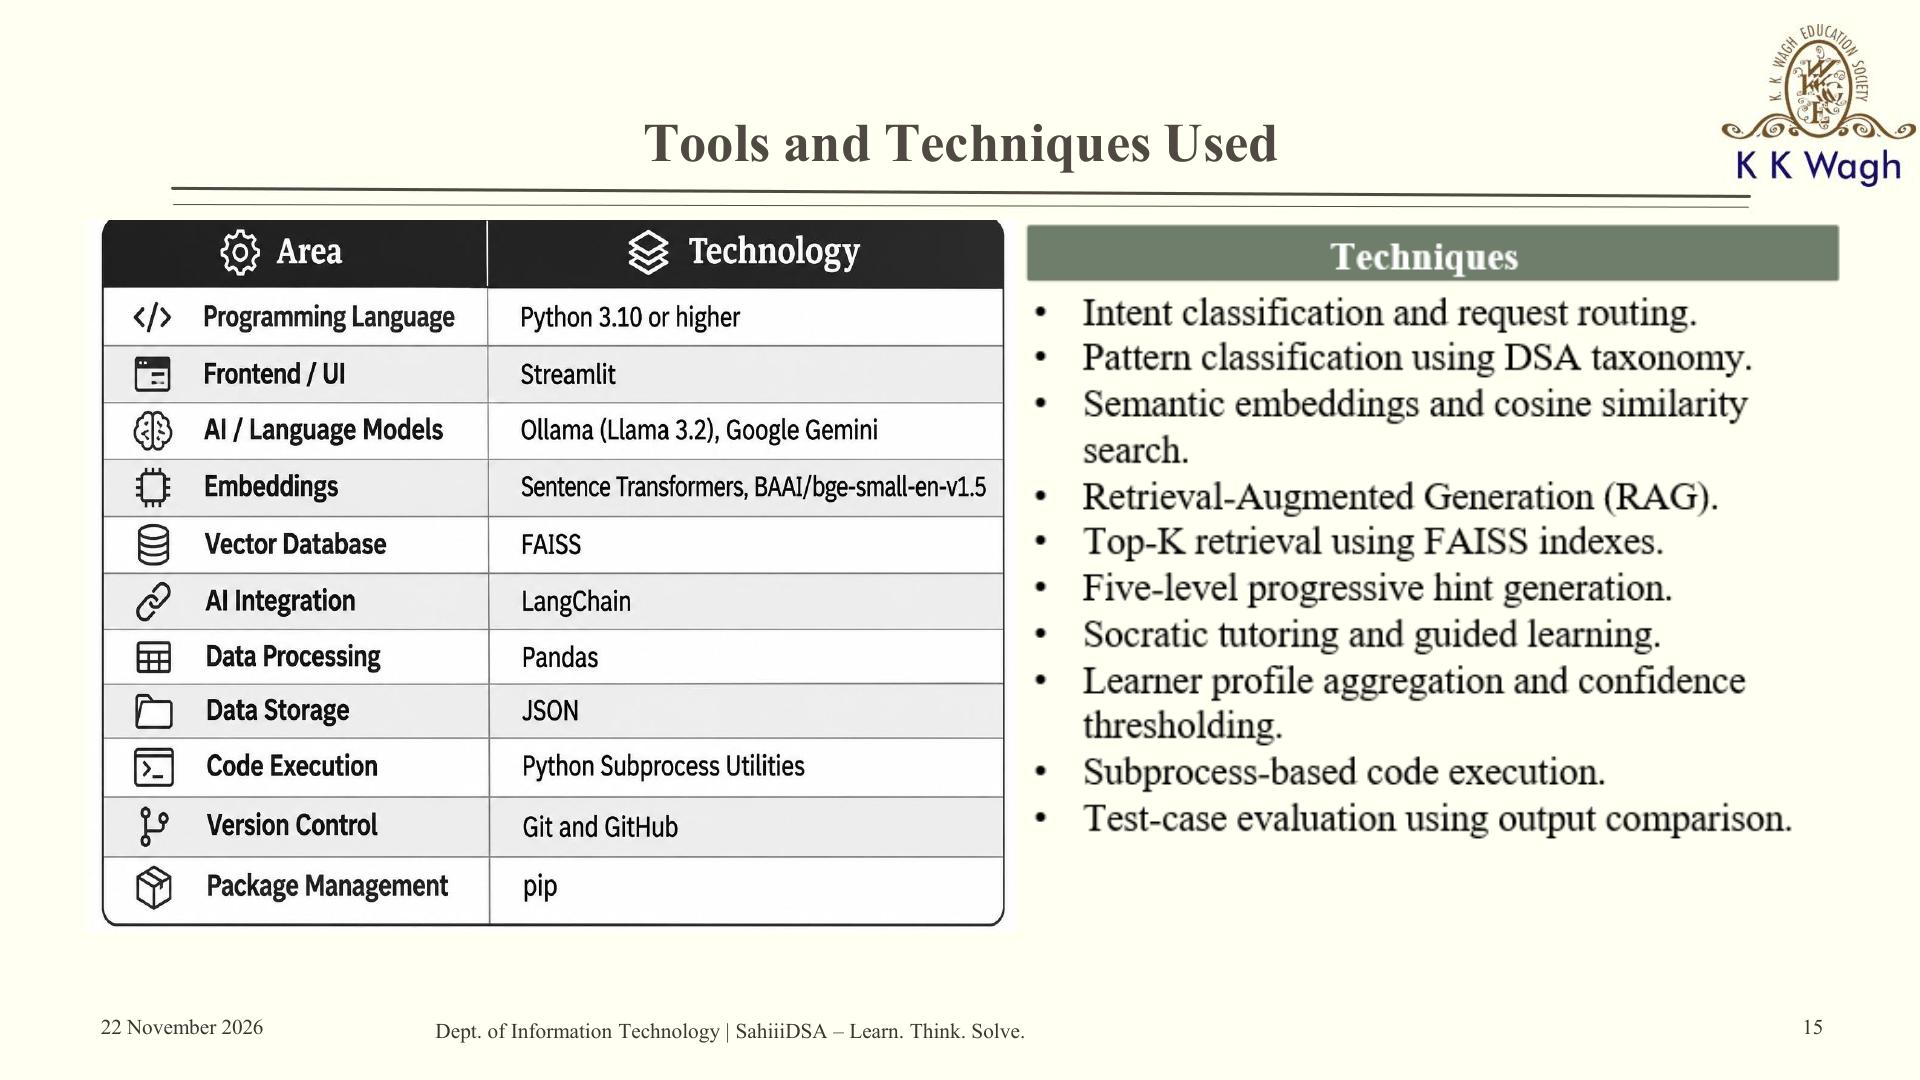 K. K. WAGH EDUCATION SOCIETY
K K Wagh
Tools and Techniques Used
Area Technology
Programming Language Python 3.10 or higher
Frontend / UI Streamlit
AI / Language Models Ollama (Llama 3.2), Google Gemini
Embeddings Sentence Transformers, BAAI/bge-small-en-v1.5
Vector Database FAISS
AI Integration LangChain
Data Processing Pandas
Data Storage JSON
Code Execution Python Subprocess Utilities
Version Control Git and GitHub
Package Management pip
Techniques
• Intent classification and request routing.
• Pattern classification using DSA taxonomy.
• Semantic embeddings and cosine similarity
search.
• Retrieval-Augmented Generation (RAG).
• Top-K retrieval using FAISS indexes.
• Five-level progressive hint generation.
• Socratic tutoring and guided learning.
• Learner profile aggregation and confidence
thresholding.
• Subprocess-based code execution.
• Test-case evaluation using output comparison.
22 November 2026
Dept. of Information Technology | SahiiiDSA – Learn. Think. Solve.
15